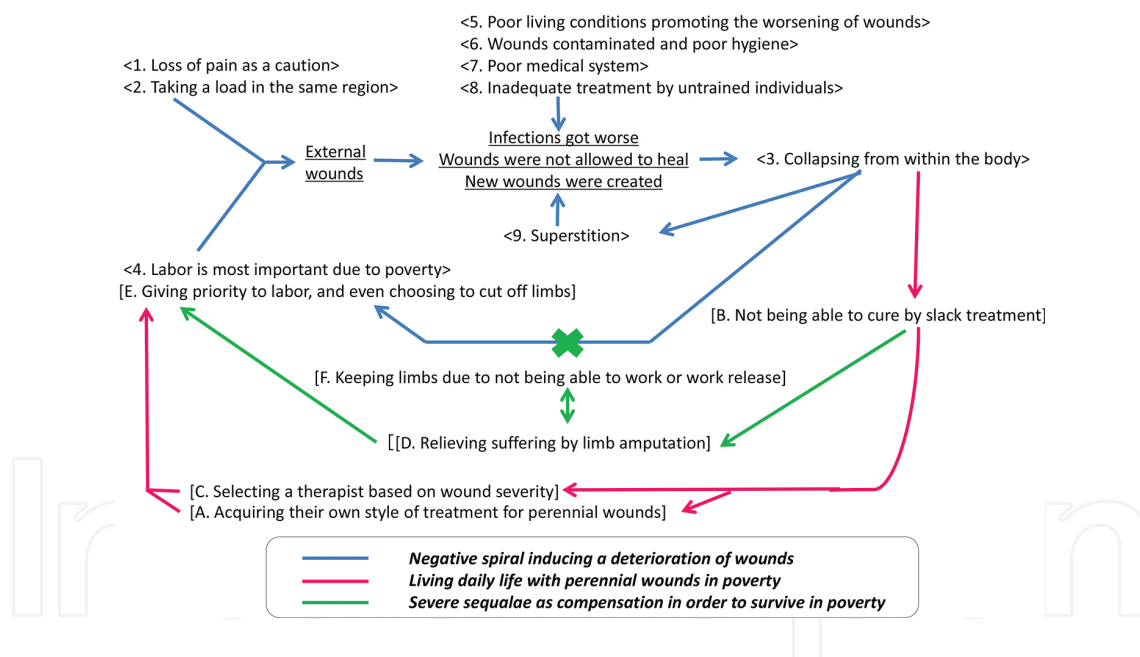 <5. Poor living conditions promoting the worsening of wounds>
<6. Wounds contaminated and poor hygiene>
<7. Poor medical system>
<8. Inadequate treatment by untrained individuals>
<1. Loss of pain as a caution>
<2. Taking a load in the same region>
External
wounds
Infections got worse
Wounds were not allowed to heal
New wounds were created
<3. Collapsing from within the body>
<9. Superstition>
<4. Labor is most important due to poverty>
[E. Giving priority to labor, and even choosing to cut off limbs]
[B. Not being able to cure by slack treatment]
[F. Keeping limbs due to not being able to work or work release]
[[D. Relieving suffering by limb amputation]
[C. Selecting a therapist based on wound severity]
[A. Acquiring their own style of treatment for perennial wounds]
Negative spiral inducing a deterioration of wounds
Living daily life with perennial wounds in poverty
Severe sequalae as compensation in order to survive in poverty